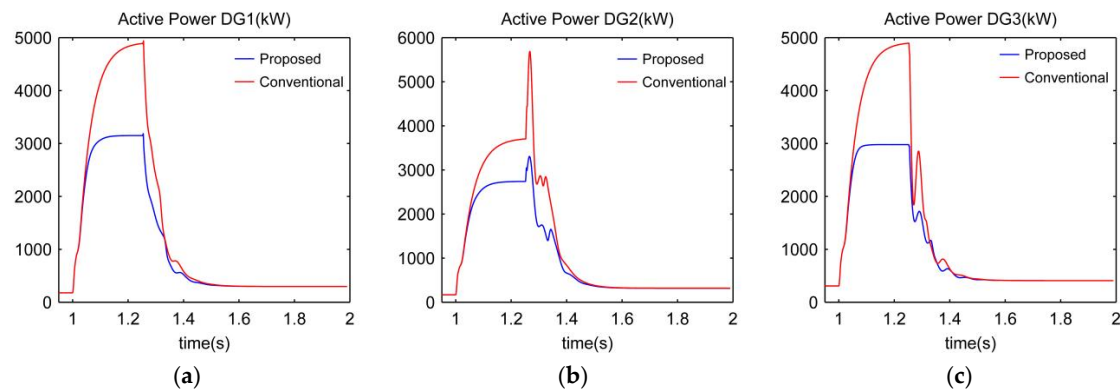 Active Power DG1(kW)
5000
4000
3000
2000
1000
0
1
1.2
1.4
1.6
1.8
2
time(s)
Proposed
Conventional
(a)
Active Power DG2(kW)
6000
5000
4000
3000
2000
1000
0
1
1.2
1.4
1.6
1.8
2
time(s)
Proposed
Conventional
(b)
Active Power DG3(kW)
5000
4000
3000
2000
1000
0
1
1.2
1.4
1.6
1.8
2
time(s)
Proposed
Conventional
(c)